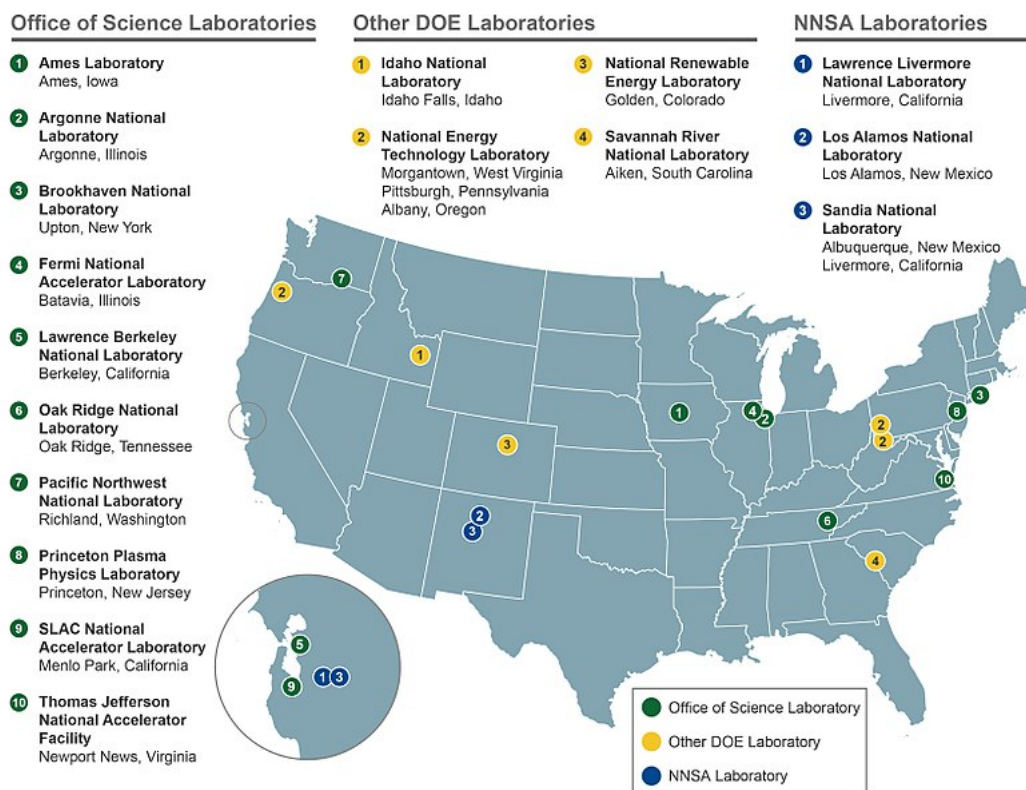 Office of Science Laboratories
1 Ames Laboratory
Ames, Iowa
2 Argonne National
Laboratory
Argonne, Illinois
3 Brookhaven National
Laboratory
Upton, New York
4 Fermi National
Accelerator Laboratory
Batavia, Illinois
5 Lawrence Berkeley
National Laboratory
Berkeley, California
6 Oak Ridge National
Laboratory
Oak Ridge, Tennessee
7 Pacific Northwest
National Laboratory
Richland, Washington
8 Princeton Plasma
Physics Laboratory
Princeton, New Jersey
9 SLAC National
Accelerator Laboratory
Menlo Park, California
10 Thomas Jefferson
National Accelerator
Facility
Newport News, Virginia
Other DOE Laboratories
1 Idaho National
Laboratory
Idaho Falls, Idaho
2 National Energy
Technology Laboratory
Morgantown, West Virginia
Pittsburgh, Pennsylvania
Albany, Oregon
3 National Renewable
Energy Laboratory
Golden, Colorado
4 Savannah River
National Laboratory
Aiken, South Carolina
NNSA Laboratories
1 Lawrence Livermore
National Laboratory
Livermore, California
2 Los Alamos National
Laboratory
Los Alamos, New Mexico
3 Sandia National
Laboratory
Albuquerque, New Mexico
Livermore, California
7
2
1
3
1
4
2
3
8
2
2
10
2
3
6
4
5
1 3
9
Office of Science Laboratory
Other DOE Laboratory
NNSA Laboratory